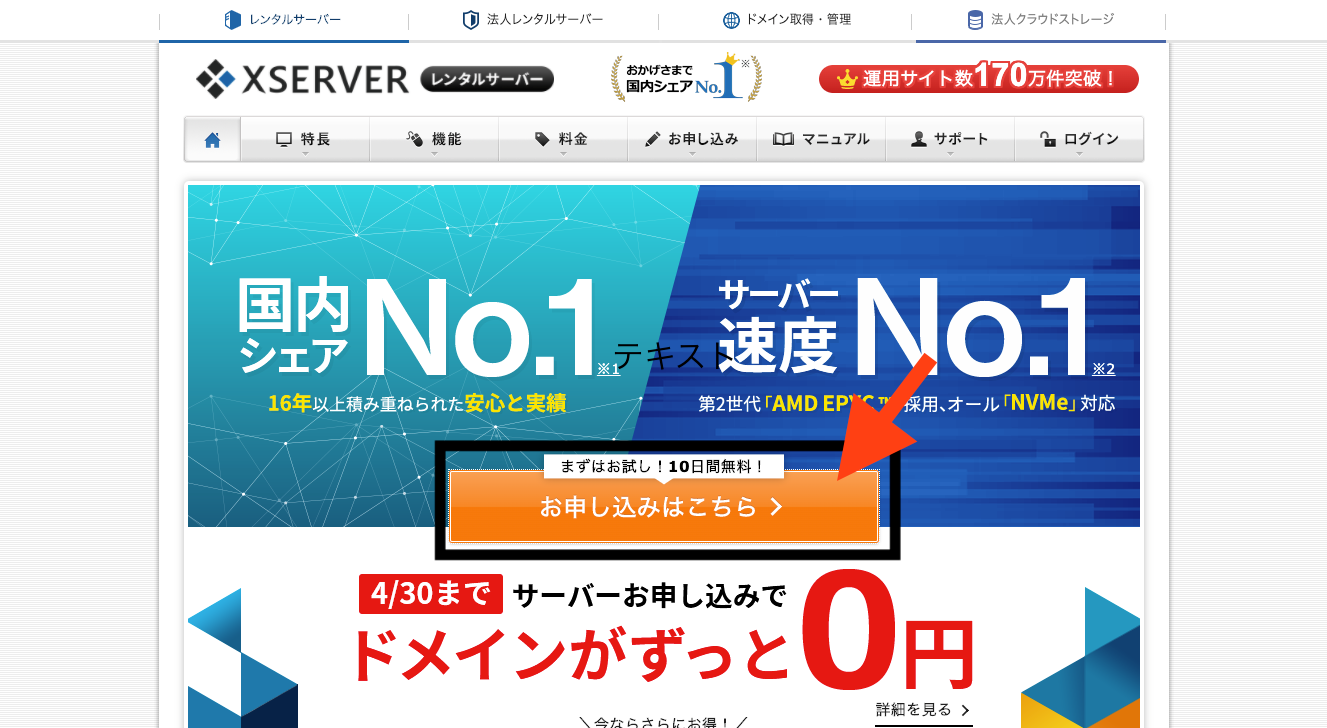 レンタルサーバー 法人レンタルサーバー ドメイン取得・管理 法人クラウドストレージ
XSERVER レンタルサーバー
おかげさまで
国内シェアNo.1※
運用サイト数170万件突破！
特長 機能 料金 お申し込み マニュアル サポート ログイン
国内
シェア
No.1※1
16年以上積み重ねられた安心と実績
テキスト
サーバー
速度
No.1※2
第2世代「AMD EPYC 採用、オール「NVMe」対応
まずはお試し！10日間無料！
お申し込みはこちら
4/30まで サーバーお申し込みで
ドメインがずっと0円
詳細を見る
＼今ならさらにお得！／